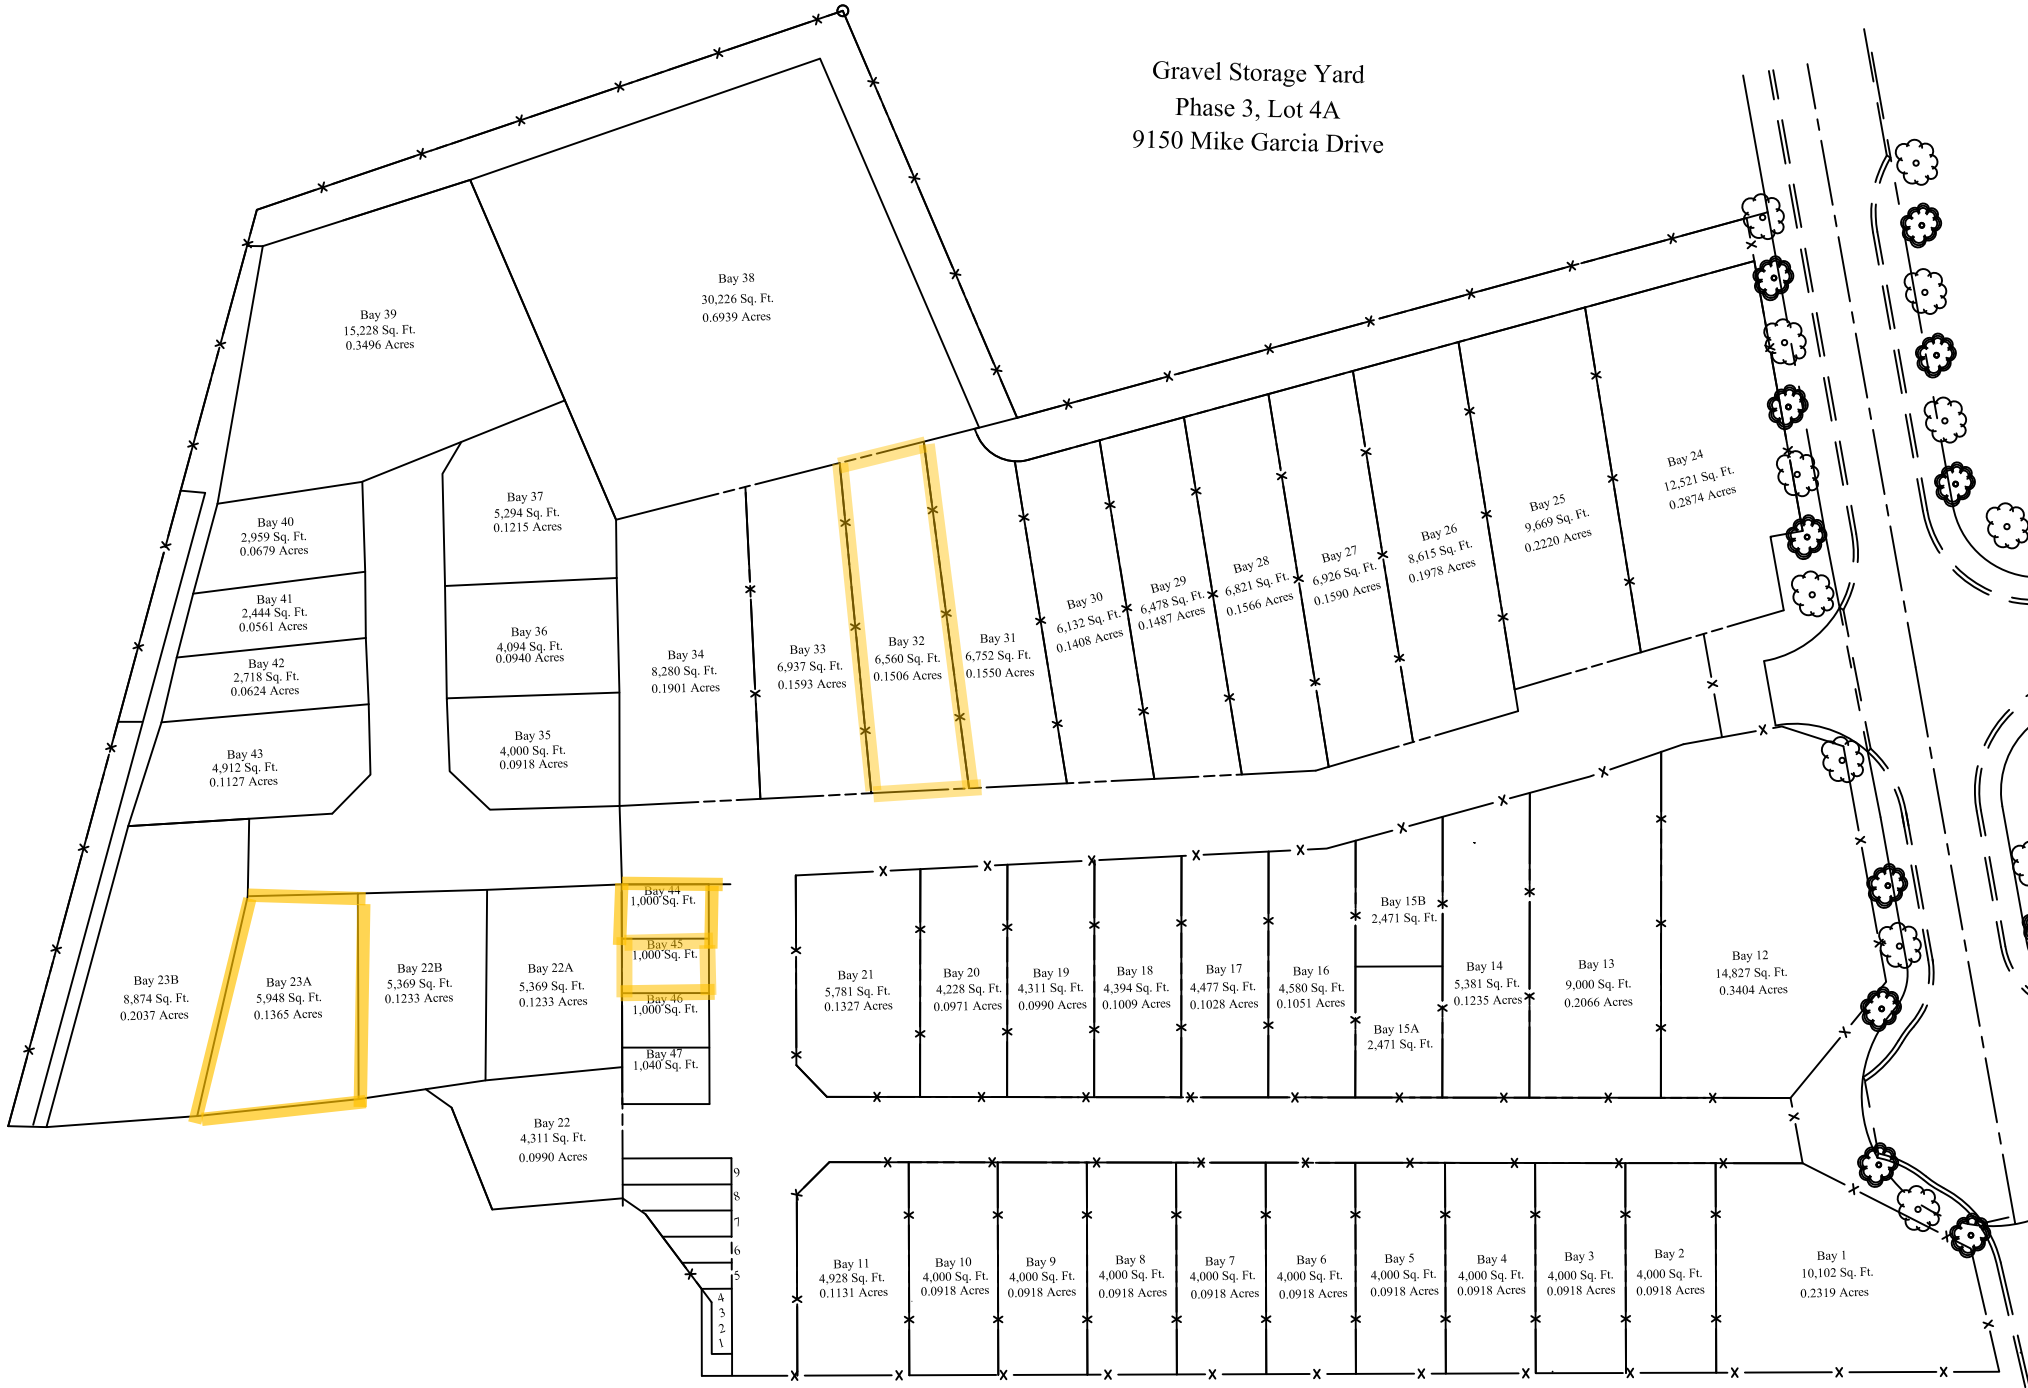 Gravel Storage Yard
Phase 3, Lot 4A
9150 Mike Garcia Drive
Bay 38
30,226 Sq. Ft.
0.6939 Acres
Bay 39
15,228 Sq. Ft.
0.3496 Acres
Bay 37
5,294 Sq. Ft.
0.1215 Acres
Bay 40
2,959 Sq. Ft.
0.0679 Acres
Bay 41
2,444 Sq. Ft.
0.0561 Acres
Bay 42
2,718 Sq. Ft.
0.0624 Acres
Bay 43
4,912 Sq. Ft.
0.1127 Acres
Bay 36
4,094 Sq. Ft.
0.0940 Acres
Bay 35
4,000 Sq. Ft.
0.0918 Acres
Bay 34
8,280 Sq. Ft.
0.1901 Acres
Bay 33
6,937 Sq. Ft.
0.1593 Acres
Bay 32
6,560 Sq. Ft.
0.1506 Acres
Bay 31
6,752 Sq. Ft.
0.1550 Acres
Bay 30
6,132 Sq. Ft.
0.1408 Acres
Bay 29
6,478 Sq. Ft.
0.1487 Acres
Bay 28
6,821 Sq. Ft.
0.1566 Acres
Bay 27
6,926 Sq. Ft.
0.1590 Acres
Bay 26
8,615 Sq. Ft.
0.1978 Acres
Bay 25
9,669 Sq. Ft.
0.2220 Acres
Bay 24
12,521 Sq. Ft.
0.2874 Acres
Bay 23B
8,874 Sq. Ft.
0.2037 Acres
Bay 23A
5,948 Sq. Ft.
0.1365 Acres
Bay 22B
5,369 Sq. Ft.
0.1233 Acres
Bay 22A
5,369 Sq. Ft.
0.1233 Acres
Bay 44
1,000 Sq. Ft.
Bay 45
1,000 Sq. Ft.
Bay 46
1,000 Sq. Ft.
Bay 47
1,040 Sq. Ft.
Bay 22
4,311 Sq. Ft.
0.0990 Acres
Bay 21
5,781 Sq. Ft.
0.1327 Acres
Bay 20
4,228 Sq. Ft.
0.0971 Acres
Bay 19
4,311 Sq. Ft.
0.0990 Acres
Bay 18
4,394 Sq. Ft.
0.1009 Acres
Bay 17
4,477 Sq. Ft.
0.1028 Acres
Bay 16
4,580 Sq. Ft.
0.1051 Acres
Bay 15B
2,471 Sq. Ft.
Bay 15A
2,471 Sq. Ft.
Bay 14
5,381 Sq. Ft.
0.1235 Acres
Bay 13
9,000 Sq. Ft.
0.2066 Acres
Bay 12
14,827 Sq. Ft.
0.3404 Acres
9
8
7
6
5
4
3
2
1
Bay 11
4,928 Sq. Ft.
0.1131 Acres
Bay 10
4,000 Sq. Ft.
0.0918 Acres
Bay 9
4,000 Sq. Ft.
0.0918 Acres
Bay 8
4,000 Sq. Ft.
0.0918 Acres
Bay 7
4,000 Sq. Ft.
0.0918 Acres
Bay 6
4,000 Sq. Ft.
0.0918 Acres
Bay 5
4,000 Sq. Ft.
0.0918 Acres
Bay 4
4,000 Sq. Ft.
0.0918 Acres
Bay 3
4,000 Sq. Ft.
0.0918 Acres
Bay 2
4,000 Sq. Ft.
0.0918 Acres
Bay 1
10,102 Sq. Ft.
0.2319 Acres